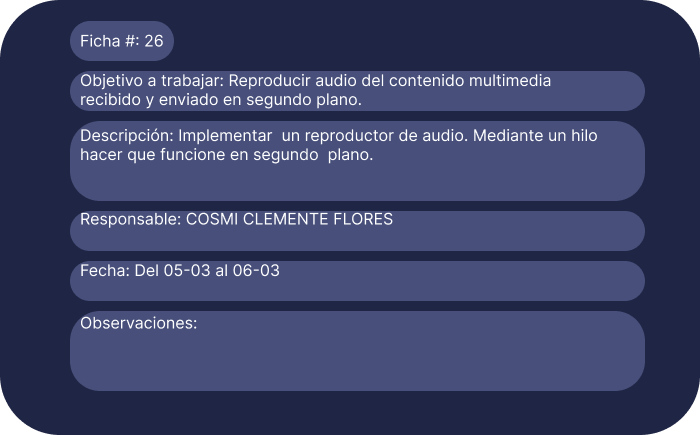 Ficha #: 26
Objetivo a trabajar: Reproducir audio del contenido multimedia
recibido y enviado en segundo plano.
Descripción: Implementar  un reproductor de audio. Mediante un hilo
hacer que funcione en segundo  plano.
Responsable: COSMI CLEMENTE FLORES
Fecha: Del 05-03 al 06-03
Observaciones: